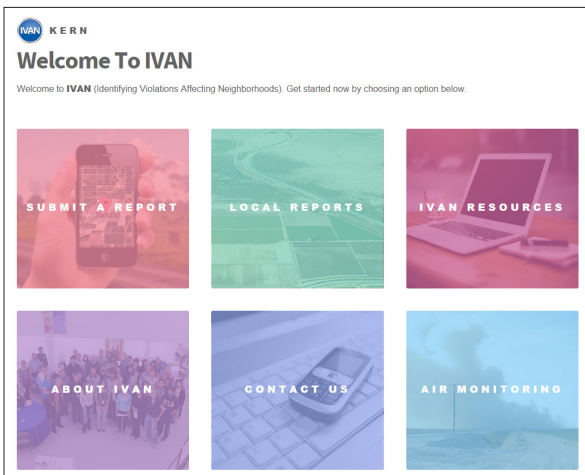 IVAN KERN
Welcome To IVAN
Welcome to IVAN (Identifying Violations Affecting Neighborhoods). Get started now by choosing an option below.
SUBMIT A REPORT
LOCAL REPORTS
IVAN RESOURCES
ABOUT IVAN
CONTACT US
AIR MONITORING